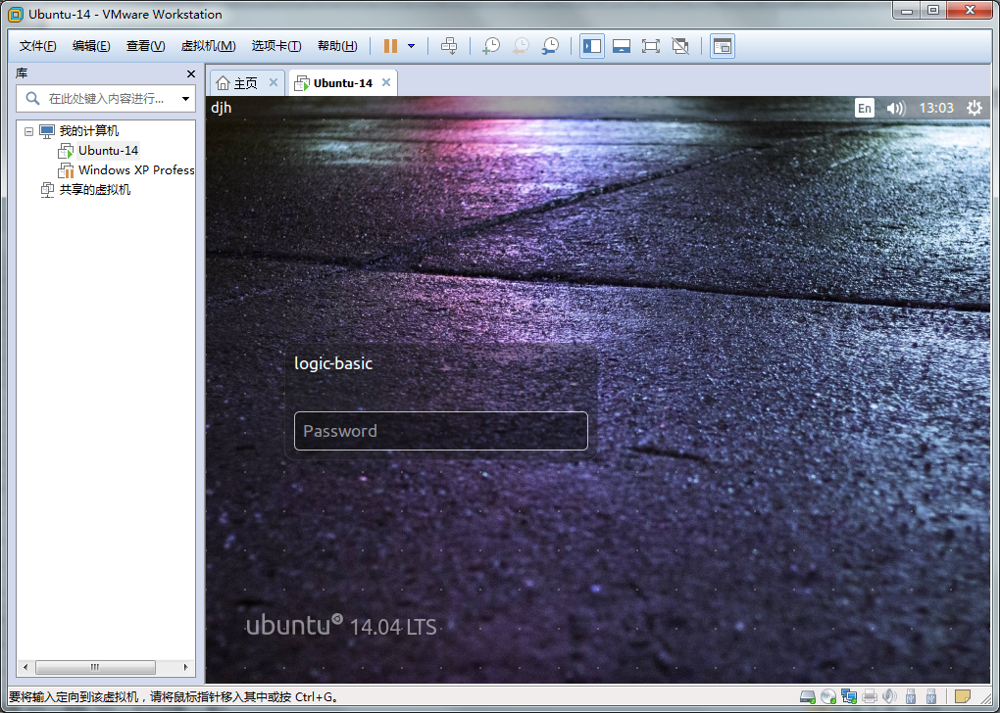 Ubuntu-14 - VMware Workstation
文件(F) 编辑(E) 查看(V) 虚拟机(M) 选项卡(T) 帮助(H)
库
主页
Ubuntu-14
在此处键入内容进行...
djh
En
13:03
我的计算机
Ubuntu-14
Windows XP Profess
共享的虚拟机
logic-basic
Password
ubuntu 14.04 LTS
要将输入定向到该虚拟机，请将鼠标指针移入其中或按 Ctrl+G。